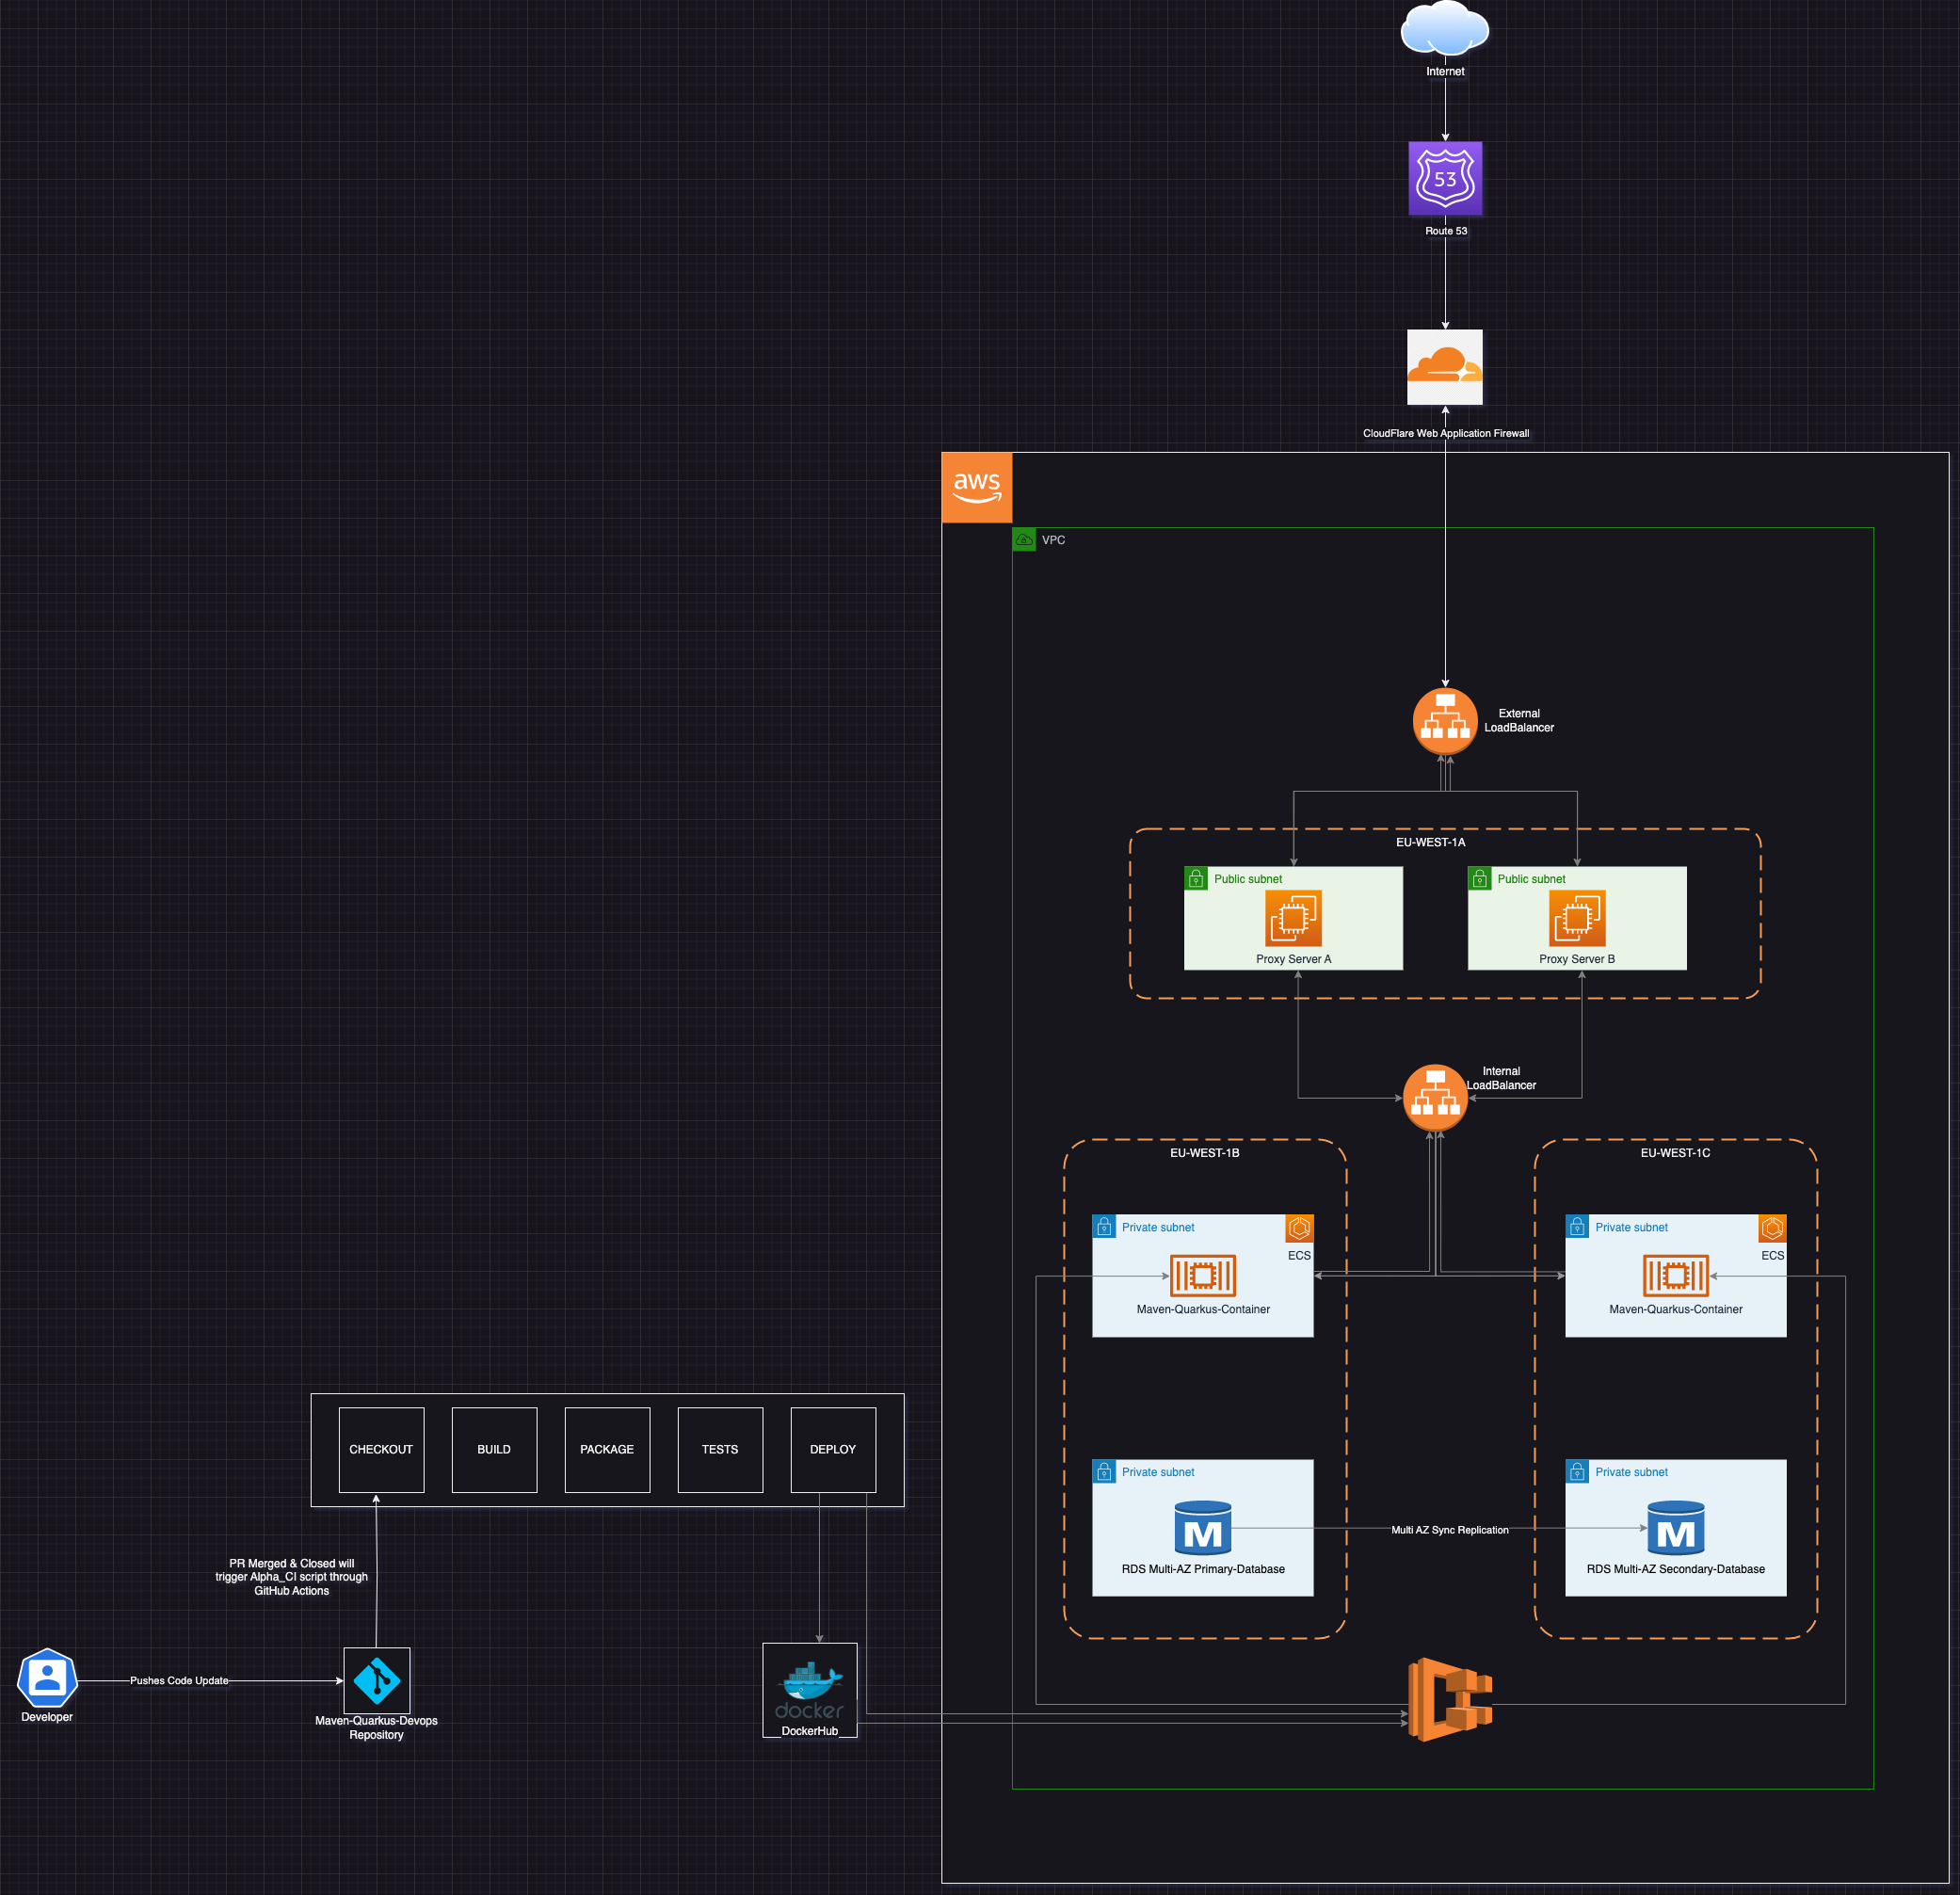 Internet
53
Route 53
CloudFlare Web Application Firewall
aws
VPC
External
LoadBalancer
EU-WEST-1A
Public subnet
Proxy Server A
Public subnet
Proxy Server B
Internal
LoadBalancer
EU-WEST-1B
Private subnet
ECS
Maven-Quarkus-Container
EU-WEST-1C
Private subnet
ECS
Maven-Quarkus-Container
Private subnet
M
RDS Multi-AZ Primary-Database
Multi AZ Sync Replication
Private subnet
M
RDS Multi-AZ Secondary-Database
CHECKOUT
BUILD
PACKAGE
TESTS
DEPLOY
PR Merged & Closed will
trigger Alpha_CI script through
GitHub Actions
Developer
Pushes Code Update
Maven-Quarkus-Devops
Repository
docker
DockerHub